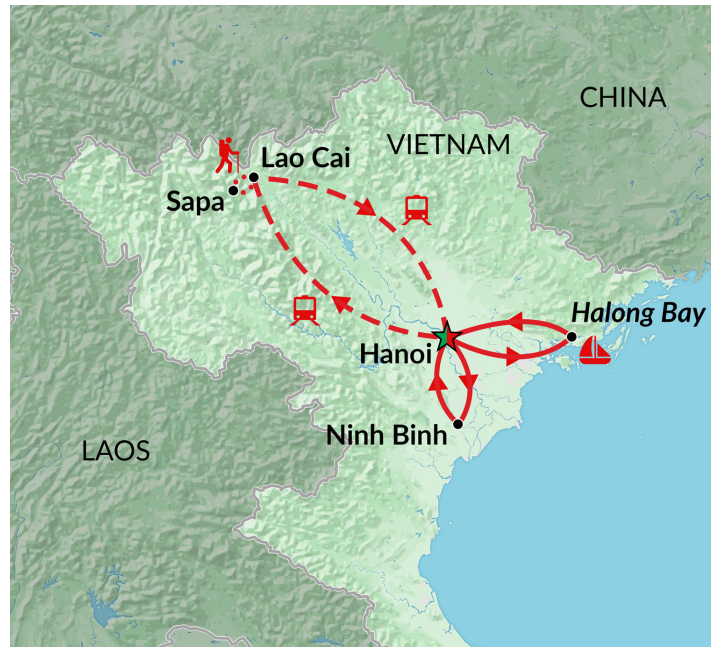 CHINA
VIETNAM
Lao Cai
Sapa
Halong Bay
Hanoi
Ninh Binh
LAOS